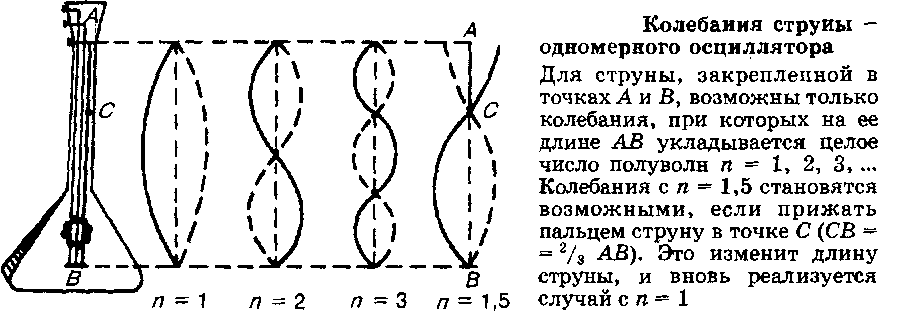 A
C
B
n = 1
n = 2
n = 3
n = 1,5
A
C
B
Колебания струны –
одномерного осциллятора
Для струны, закрепленной в
точках A и B, возможны только
колебания, при которых на ее
длине AB укладывается целое
число полуволн n = 1, 2, 3, ...
Колебания с n = 1,5 становятся
возможными, если прижать
пальцем струну в точке C (CB =
= 2/3 AB). Это изменит длину
струны, и вновь реализуется
случай с n = 1